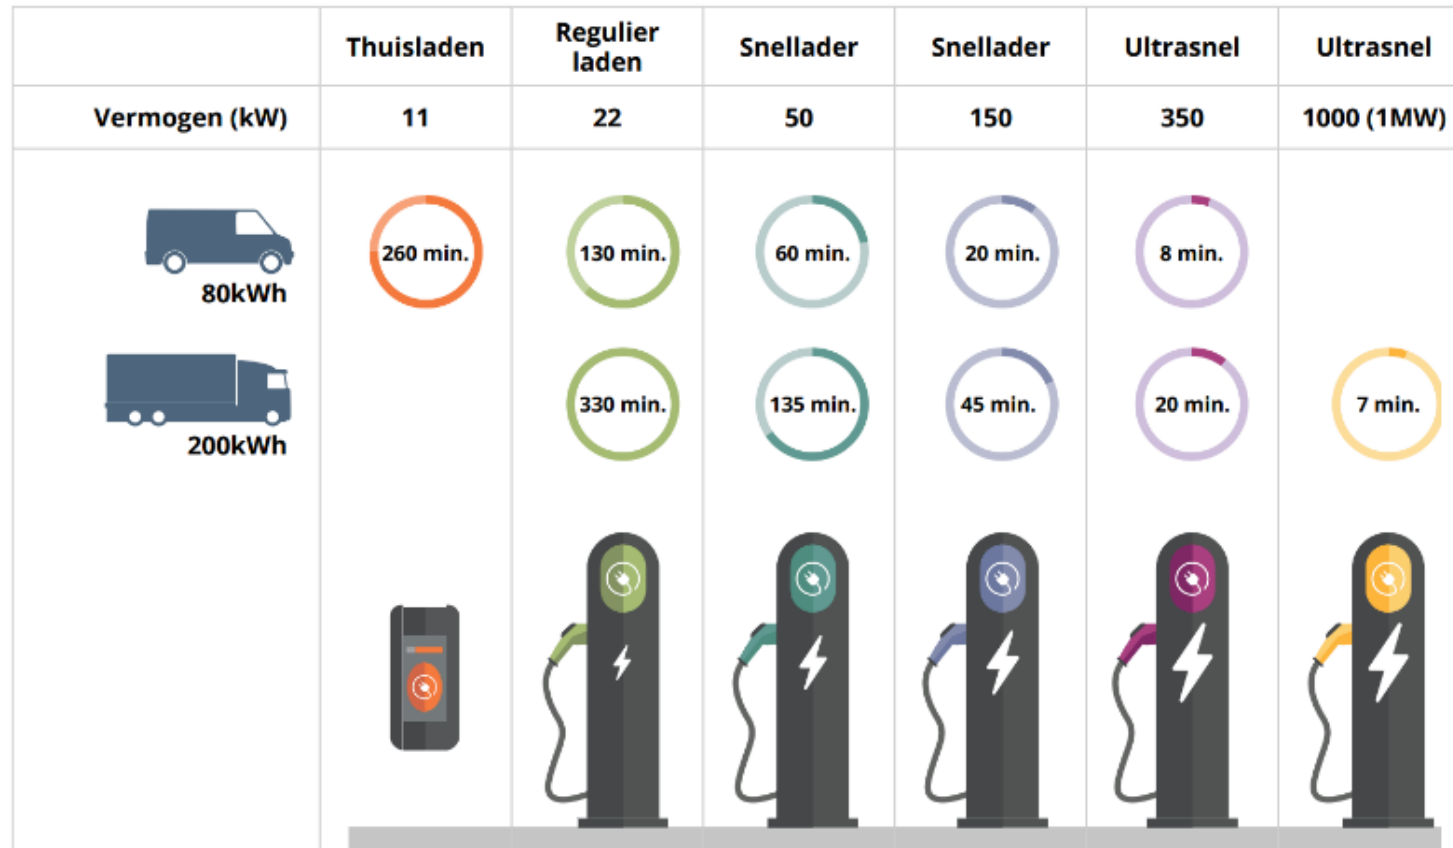 Thuisladen
Regulier
laden
Snellader
Snellader
Ultrasnel
Ultrasnel
Vermogen (kW)
11
22
50
150
350
1000 (1MW)
260 min.
130 min.
60 min.
20 min.
8 min.
80kWh
330 min.
135 min.
45 min.
20 min.
7 min.
200kWh